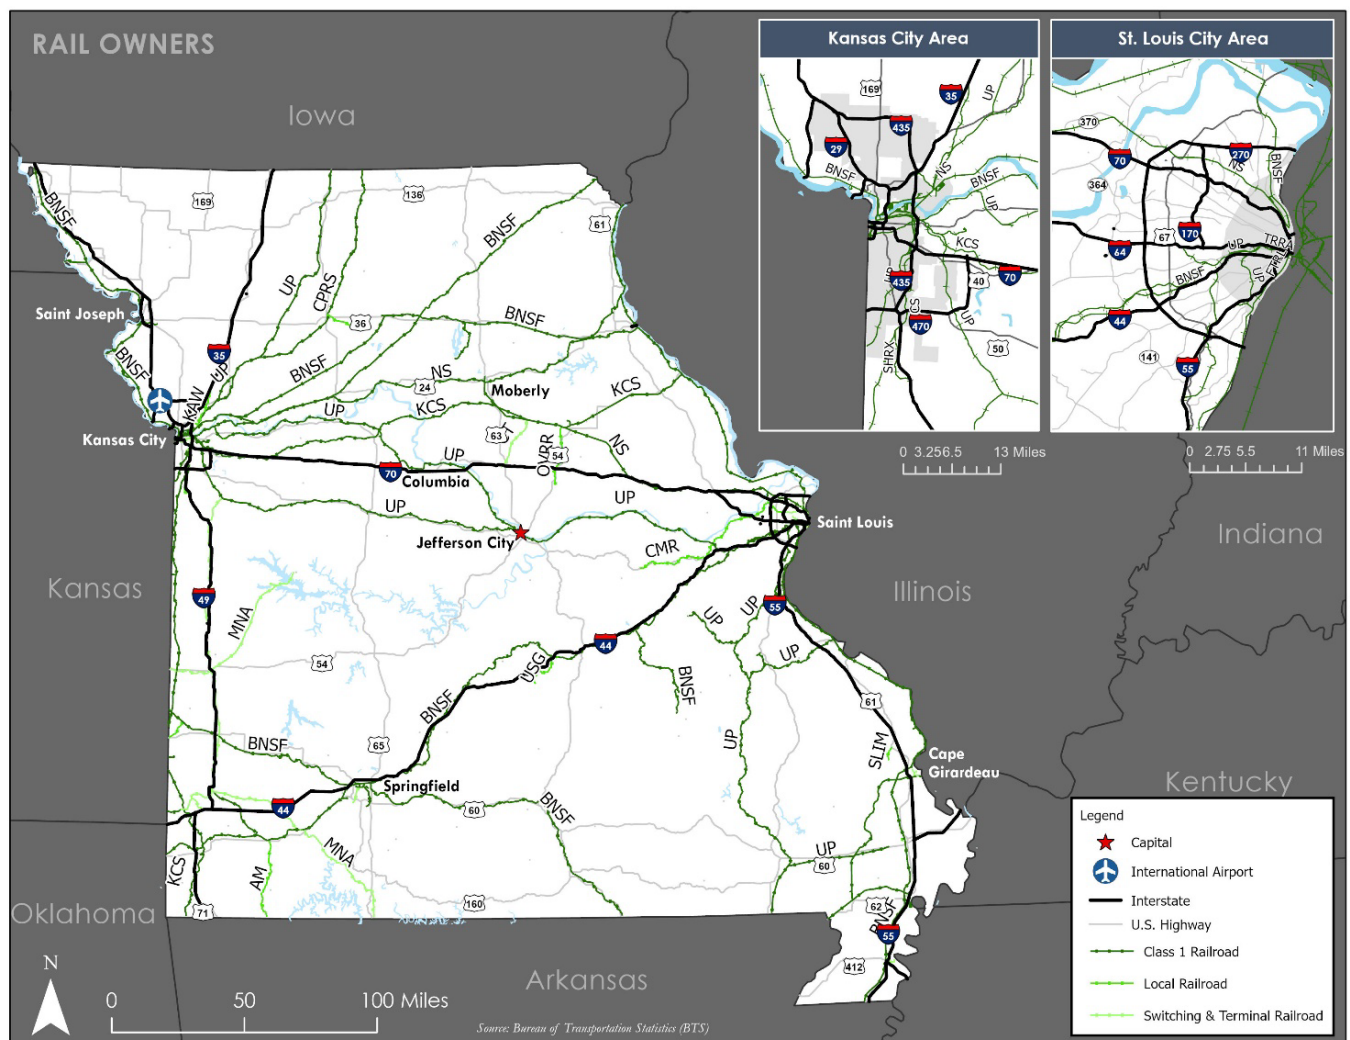 RAIL OWNERS
Iowa
Kansas
Oklahoma
Arkansas
Illinois
Indiana
Kentucky
BNSF
169
136
BNSF
61
UP
CPRS
Saint Joseph
36
BNSF
35
BNSF
BNSF
UP
NS
24
Moberly
KCS
KAW
UP
KCS
63
Kansas City
OVRR
54
NS
UP
70
Columbia
UP
UP
Saint Louis
Jefferson City
CMR
49
MNA
55
UP
UP
44
UP
54
USG
BNSF
BNSF
61
UP
65
BNSF
SLIM
Cape
Girardeau
Springfield
44
60
BNSF
MNA
UP
60
KCS
AM
71
160
62
BNSF
55
412
N
0
50
100 Miles
Source: Bureau of Transportation Statistics (BTS)
Kansas City Area
169
35
UP
435
29
BNSF
NS
BNSF
UP
KCS
70
40
435
470
UP
50
SHRX
0 3.256.5
13 Miles
St. Louis City Area
370
70
270
NS
BNSF
364
67
170
UP
TRRA
64
BNSF
UP
44
141
55
0
2.75 5.5
11 Miles
Legend
Capital
International Airport
Interstate
U.S. Highway
Class 1 Railroad
Local Railroad
Switching & Terminal Railroad